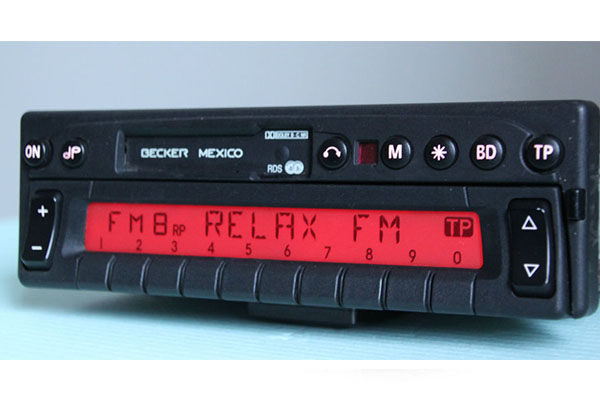 ON
BECKER MEXICO
RDS
M
BD
TP
+
−
FM8 RP RELAX FM TP
1 2 3 4 5 6 7 8 9 0